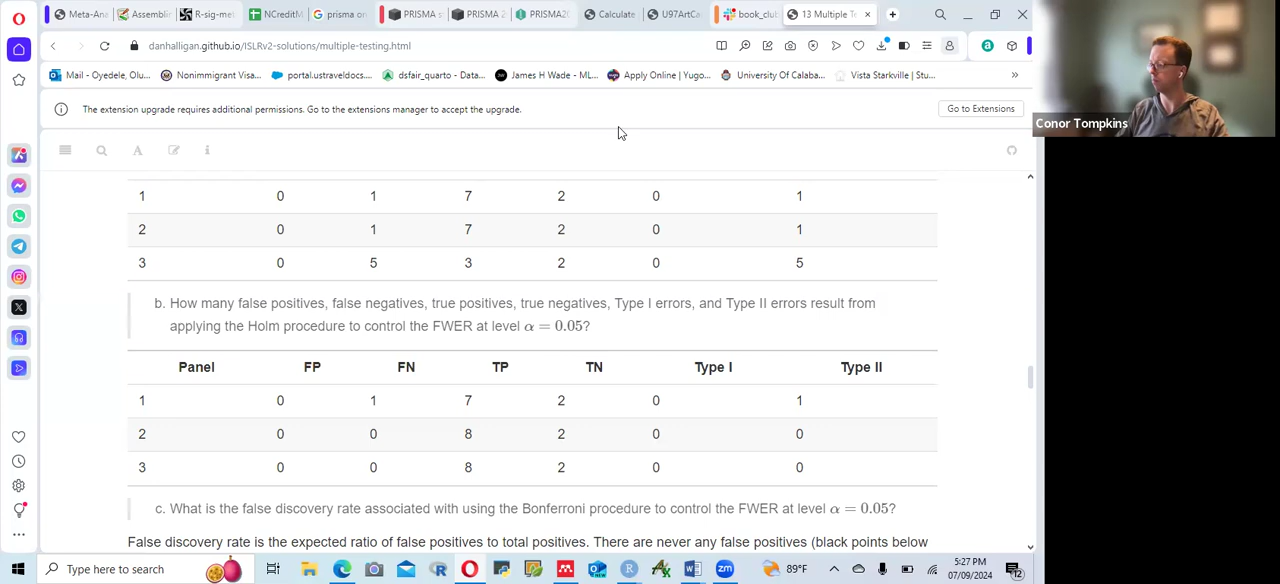 Meta-Ana
Assembli
R-sig-met
NCreditM
prisma or
PRISMA s
PRISMA 2
PRISMA20
Calculate
U97ArtCa
book_clu
13 Multiple Te
danhalligan.github.io/ISLRv2-solutions/multiple-testing.html
Mail - Oyedele, Olu...
Nonimmigrant Visa...
portal.ustraveldocs....
dsfair_quarto - Data...
James H Wade - ML...
Apply Online | Yugo...
University Of Calaba...
Vista Starkville | Stu...
The extension upgrade requires additional permissions. Go to the extensions manager to accept the upgrade.
Go to Extensions
Conor Tompkins
1 0 1 7 2 0 1
2 0 1 7 2 0 1
3 0 5 3 2 0 5
b. How many false positives, false negatives, true positives, true negatives, Type I errors, and Type II errors result from
applying the Holm procedure to control the FWER at level α = 0.05?
Panel FP FN TP TN Type I Type II
1 0 1 7 2 0 1
2 0 0 8 2 0 0
3 0 0 8 2 0 0
c. What is the false discovery rate associated with using the Bonferroni procedure to control the FWER at level α = 0.05?
False discovery rate is the expected ratio of false positives to total positives. There are never any false positives (black points below
Type here to search
89°F
5:27 PM
07/09/2024
12